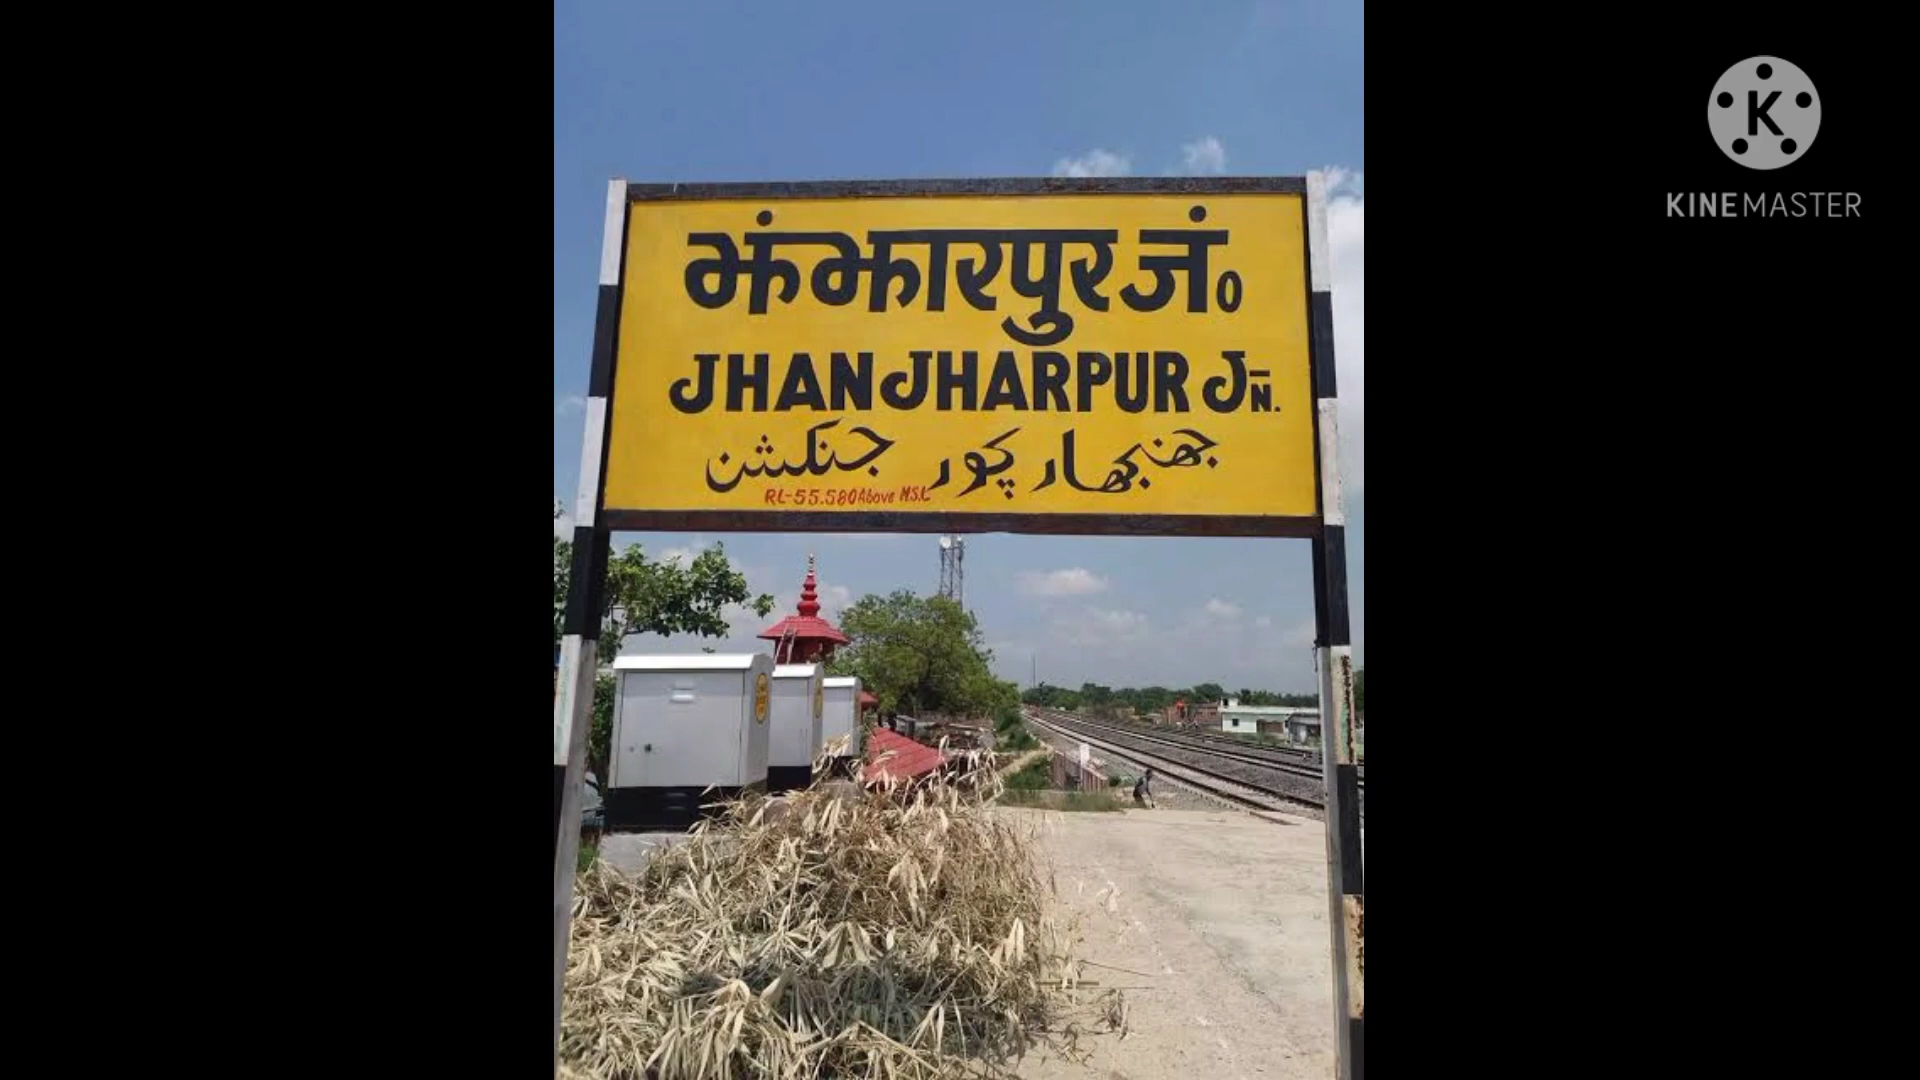 झंझारपुर जं०
JHANJHARPUR JN.
جھنجھارپور جنکشن
RL-55.580 Above M.S.L
K
KINEMASTER